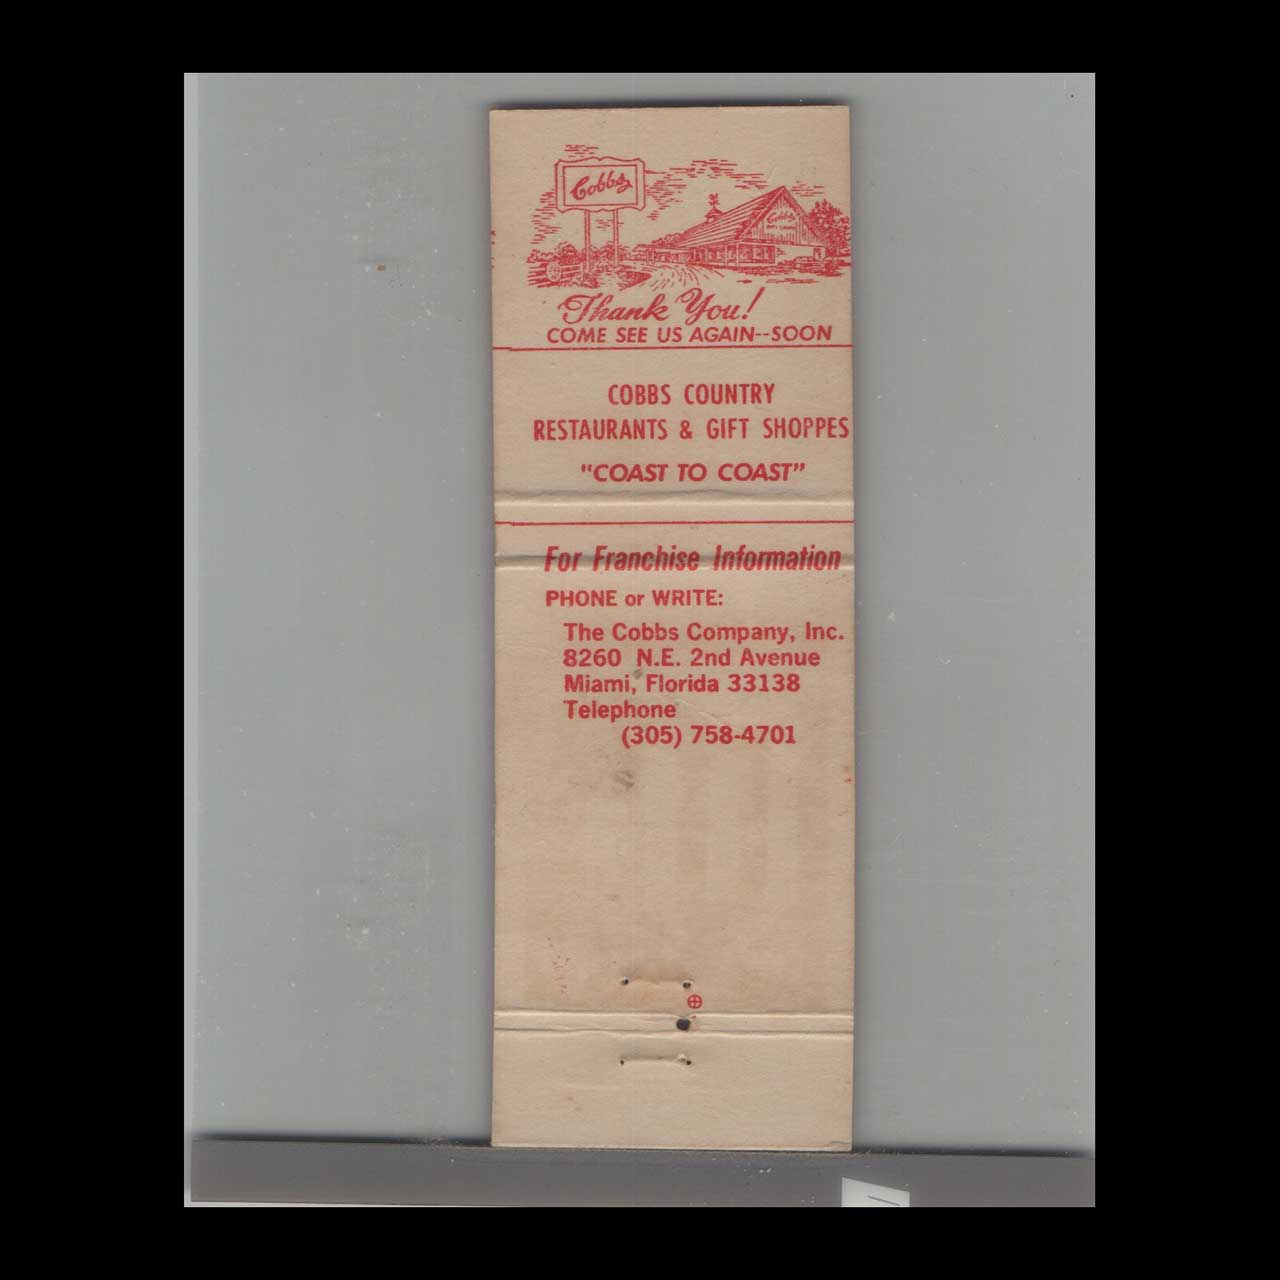 Cobbs
Cobbs
Thank You!
COME SEE US AGAIN--SOON
COBBS COUNTRY
RESTAURANTS & GIFT SHOPPES
"COAST TO COAST"
For Franchise Information
PHONE or WRITE:
The Cobbs Company, Inc.
8260 N.E. 2nd Avenue
Miami, Florida 33138
Telephone
(305) 758-4701